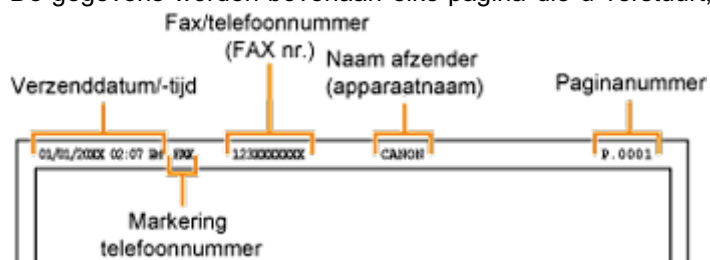 De gegevens worden bovenaan elke pagina die u verstuurt,
Fax/telefoonnummer
(FAX nr.)
Naam afzender
(apparaatnaam)
Verzenddatum/-tijd
Paginanummer
01/01/20XX 02:07 PM FAX 123XXXXXXX CANON P.0001
Markering
telefoonnummer